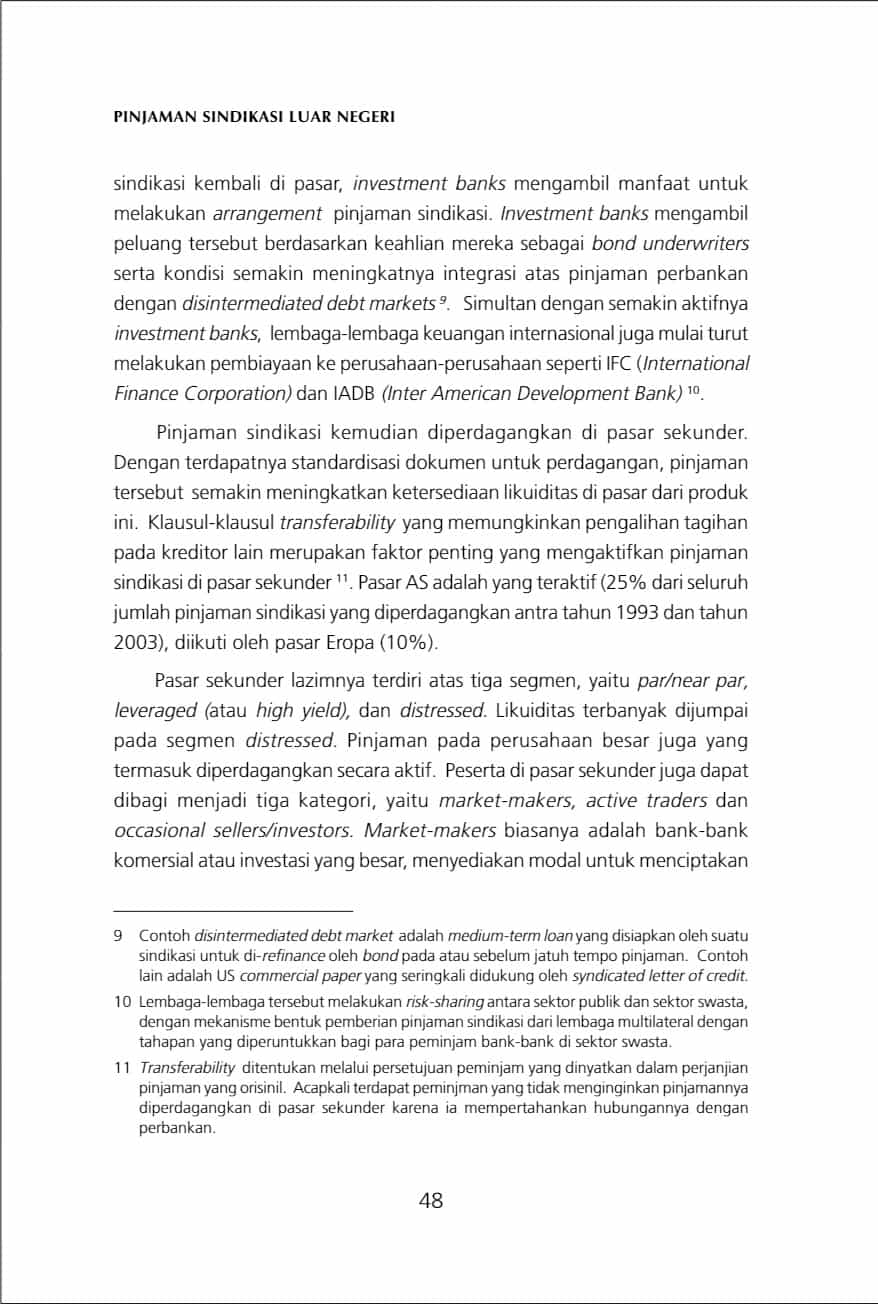 PINJAMAN SINDIKASI LUAR NEGERI
sindikasi kembali di pasar, investment banks mengambil manfaat untuk
melakukan arrangement pinjaman sindikasi. Investment banks mengambil
peluang tersebut berdasarkan keahlian mereka sebagai bond underwriters
serta kondisi semakin meningkatnya integrasi atas pinjaman perbankan
dengan disintermediated debt markets 9. Simultan dengan semakin aktifnya
investment banks, lembaga-lembaga keuangan internasional juga mulai turut
melakukan pembiayaan ke perusahaan-perusahaan seperti IFC (International
Finance Corporation) dan IADB (Inter American Development Bank) 10.
Pinjaman sindikasi kemudian diperdagangkan di pasar sekunder.
Dengan terdapatnya standardisasi dokumen untuk perdagangan, pinjaman
tersebut semakin meningkatkan ketersediaan likuiditas di pasar dari produk
ini. Klausul-klausul transferability yang memungkinkan pengalihan tagihan
pada kreditor lain merupakan faktor penting yang mengaktifkan pinjaman
sindikasi di pasar sekunder 11. Pasar AS adalah yang teraktif (25% dari seluruh
jumlah pinjaman sindikasi yang diperdagangkan antra tahun 1993 dan tahun
2003), diikuti oleh pasar Eropa (10%).
Pasar sekunder lazimnya terdiri atas tiga segmen, yaitu par/near par,
leveraged (atau high yield), dan distressed. Likuiditas terbanyak dijumpai
pada segmen distressed. Pinjaman pada perusahaan besar juga yang
termasuk diperdagangkan secara aktif. Peserta di pasar sekunder juga dapat
dibagi menjadi tiga kategori, yaitu market-makers, active traders dan
occasional sellers/investors. Market-makers biasanya adalah bank-bank
komersial atau investasi yang besar, menyediakan modal untuk menciptakan
9 Contoh disintermediated debt market adalah medium-term loan yang disiapkan oleh suatu
sindikasi untuk di-refinance oleh bond pada atau sebelum jatuh tempo pinjaman. Contoh
lain adalah US commercial paper yang seringkali didukung oleh syndicated letter of credit.
10 Lembaga-lembaga tersebut melakukan risk-sharing antara sektor publik dan sektor swasta,
dengan mekanisme bentuk pemberian pinjaman sindikasi dari lembaga multilateral dengan
tahapan yang diperuntukkan bagi para peminjam bank-bank di sektor swasta.
11 Transferability ditentukan melalui persetujuan peminjam yang dinyatkan dalam perjanjian
pinjaman yang orisinil. Acapkali terdapat peminjman yang tidak menginginkan pinjamannya
diperdagangkan di pasar sekunder karena ia mempertahankan hubungannya dengan
perbankan.
48